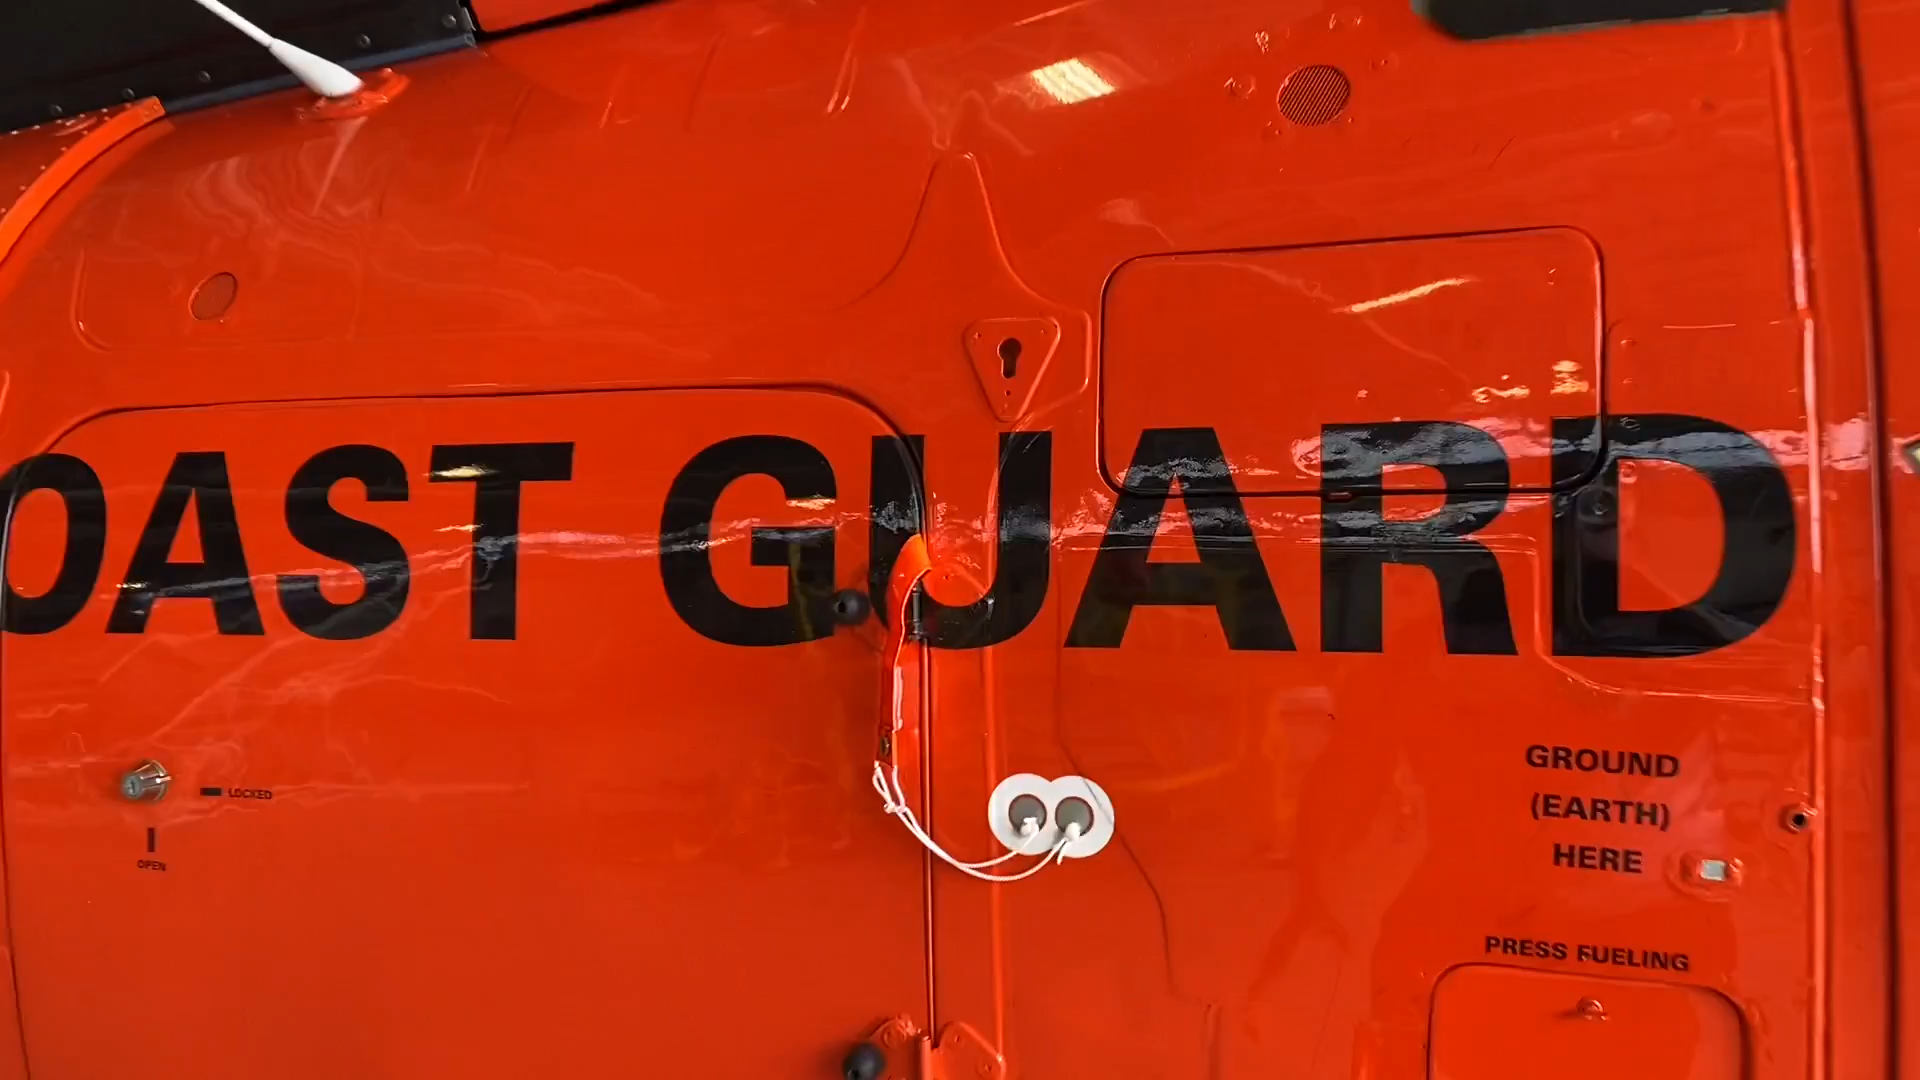 OAST GUARD
LOCKED
OPEN
GROUND
(EARTH)
HERE
PRESS FUELING